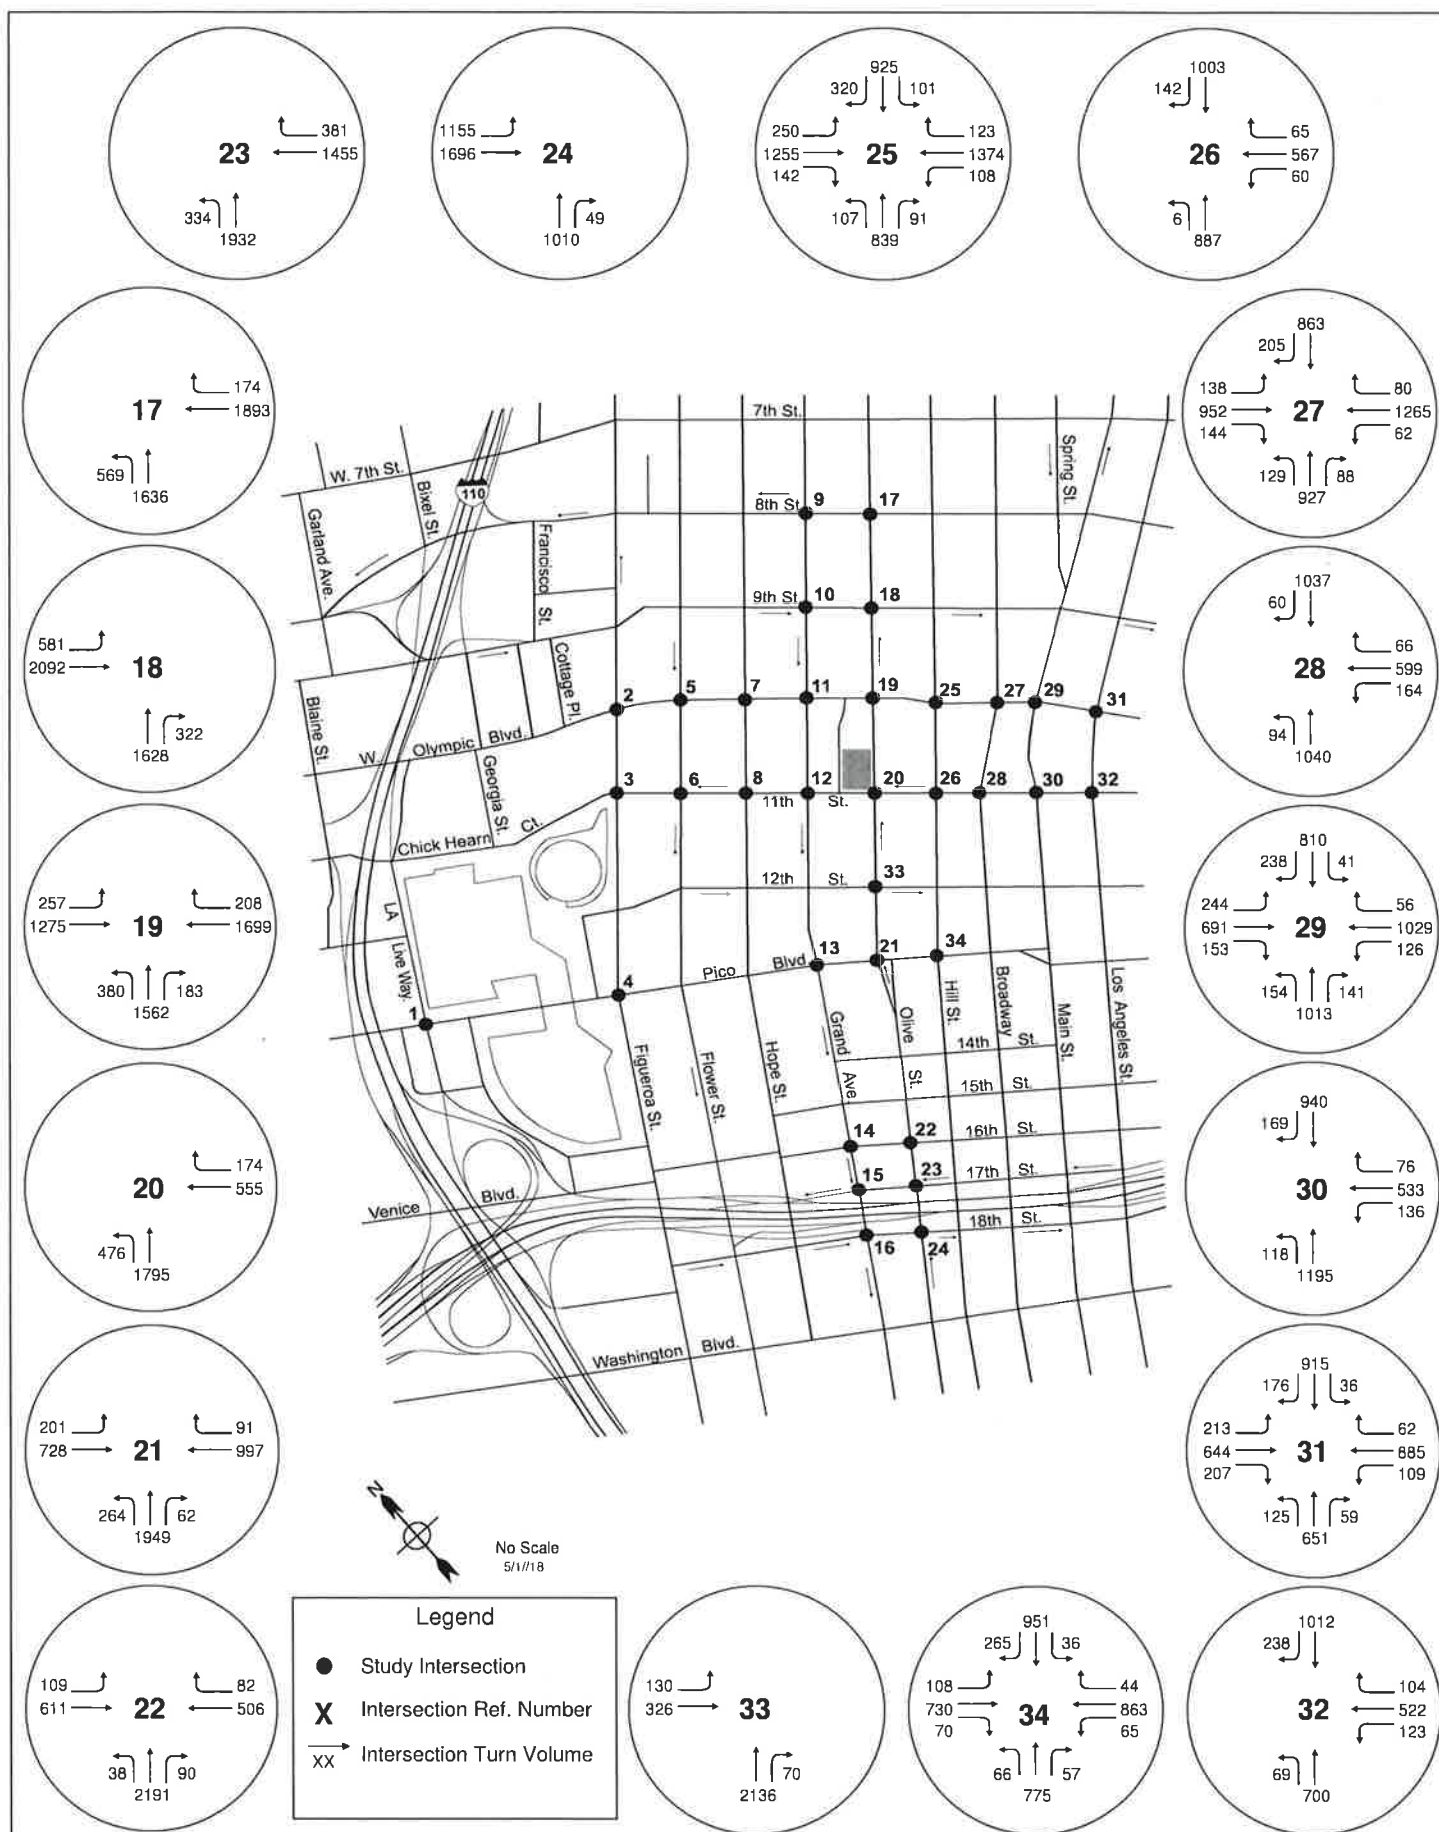 925
320 101
250 123
1255 25 1374
142 108
107 91
839
1003
142
65
26 567
60
6
887
381
23 1455
334
1932
1155
1696 24
49
1010
174
17 1893
569
1636
581
2092 18
322
1628
257 208
1275 19 1699
380 183
1562
174
20 555
476
1795
201 91
728 21 997
264 62
1949
109 82
611 22 506
38 90
2191
863
205
138 80
952 27 1265
144 62
129 88
927
1037
60
66
28 599
164
94
1040
810
238 41
244 56
691 29 1029
153 126
154 141
1013
940
169
76
30 533
136
118
1195
915
176 36
213 62
644 31 885
207 109
125 59
651
1012
238
104
32 522
123
69
700
130
326 33
70
2136
951
265 36
108 44
730 34 863
70 65
66 57
775
7th St.
W. 7th St.
110
Spring St.
Bixel St.
Garland Ave.
Francisco St.
8th St.
9 17
9th St
10 18
Cottage Pl.
Blaine St.
W. Olympic Blvd.
2 5 7 11 19 25 27 29 31
Georgia St.
3 6 8 12 20 26 28 30 32
11th St.
Chick Hearn Ct.
12th St.
33
LA Live Way.
13 21 34
Pico Blvd.
4
1
Figueroa St.
Flower St.
Hope St.
Grand Ave.
Olive St.
Hill St.
Broadway
Main St.
Los Angeles St.
14th St.
15th St.
14 22
16th St.
15 23
17th St.
Venice Blvd.
16 24
18th St.
Washington Blvd.
N
No Scale
5/1//18
Legend
Study Intersection
X Intersection Ref. Number
XX Intersection Turn Volume